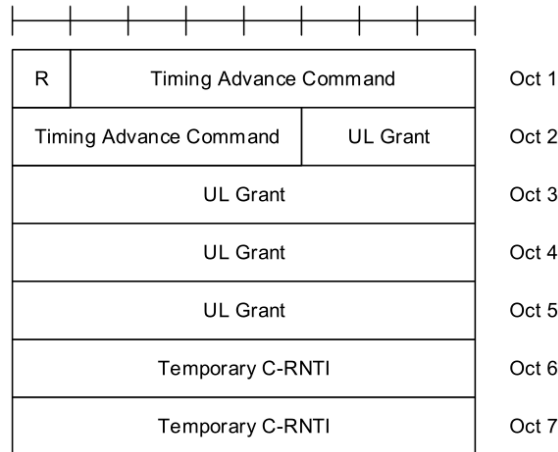 R Timing Advance Command Oct 1
Timing Advance Command UL Grant Oct 2
UL Grant Oct 3
UL Grant Oct 4
UL Grant Oct 5
Temporary C-RNTI Oct 6
Temporary C-RNTI Oct 7